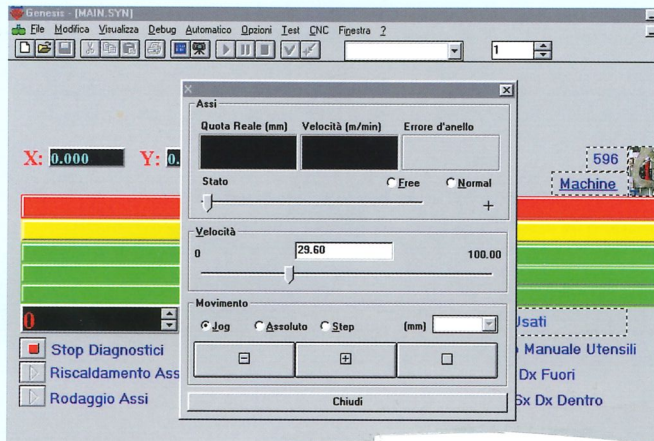 Genesis - [MAIN.SYN]
File Modifica Visualizza Debug Automatico Opzioni Test CNC Finestra ?
1
X
Assi
Quota Reale (mm) Velocità (m/min) Errore d'anello
Stato Free Normal
+
X: 0.000 Y: 0.
596
Machine
Velocità
0 29.60 100.00
Movimento
Jog Assoluto Step (mm)
Chiudi
0
Stop Diagnostici
Riscaldamento Ass
Rodaggio Assi
Usati
Manuale Utensili
Dx Fuori
Sx Dx Dentro